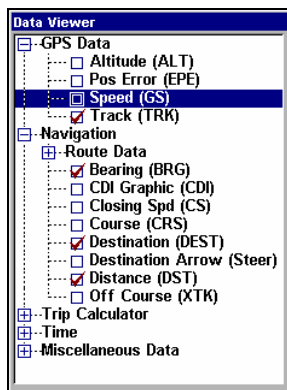 Data Viewer
GPS Data
Altitude (ALT)
Pos Error (EPE)
Speed (GS)
Track (TRK)
Navigation
Route Data
Bearing (BRG)
CDI Graphic (CDI)
Closing Spd (CS)
Course (CRS)
Destination (DEST)
Destination Arrow (Steer)
Distance (DST)
Off Course (XTK)
Trip Calculator
Time
Miscellaneous Data